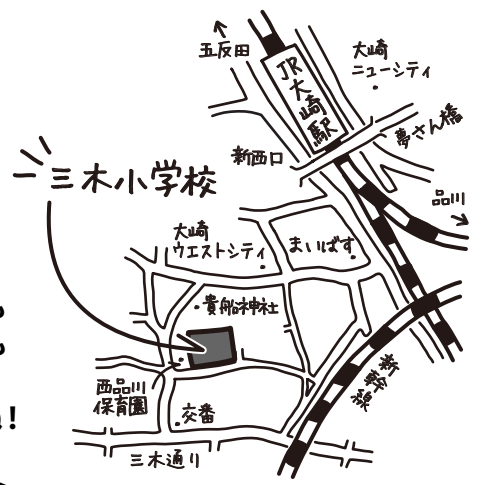 五反田
JR大崎駅
大崎
ニューシティ
夢さん橋
新西口
品川
三木小学校
大崎
ウエストシティ
まいばす
貴船神社
新幹線
西品川
保育園
交番
三木通り
!